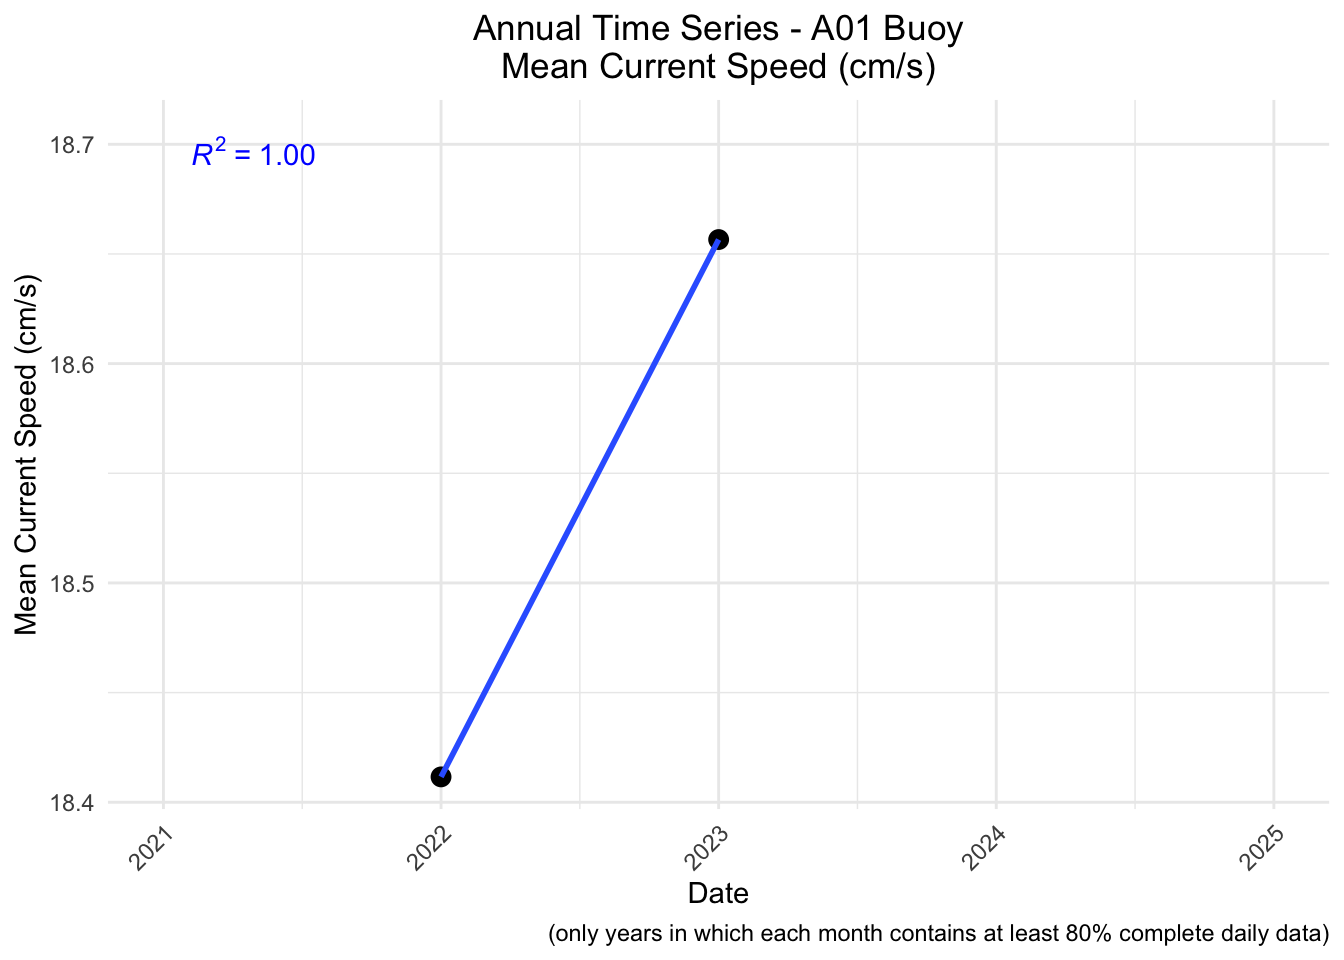 Annual Time Series - A01 Buoy
Mean Current Speed (cm/s)
R² = 1.00
Mean Current Speed (cm/s)
18.7
18.6
18.5
18.4
2021
2022
2023
2024
2025
Date
(only years in which each month contains at least 80% complete daily data)